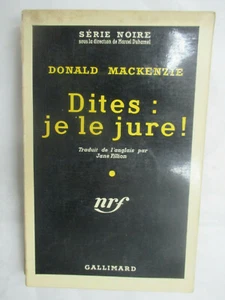 SÉRIE NOIRE
sous la direction de Marcel Duhamel
DONALD MACKENZIE
Dites :
je le jure !
Traduit de l'anglais par
Jane Fillion
nrf
GALLIMARD